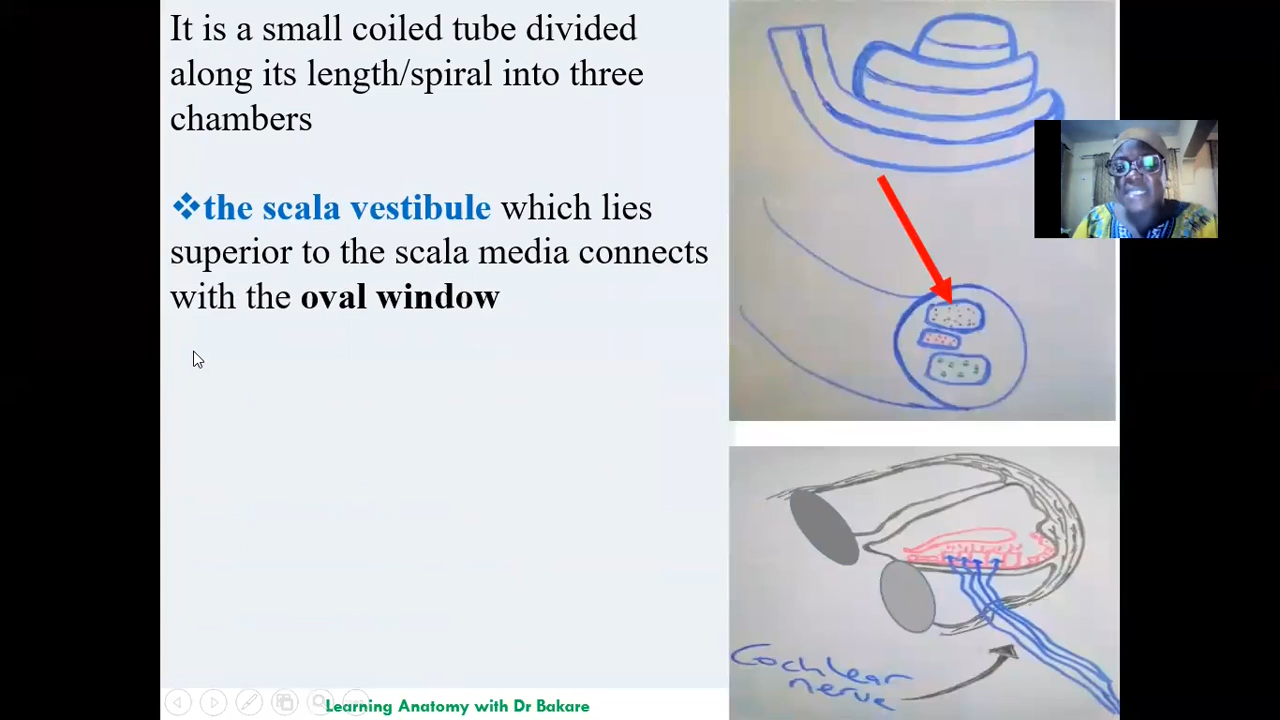 It is a small coiled tube divided
along its length/spiral into three
chambers
❖the scala vestibule which lies
superior to the scala media connects
with the oval window
Cochlear
nerve
Learning Anatomy with Dr Bakare